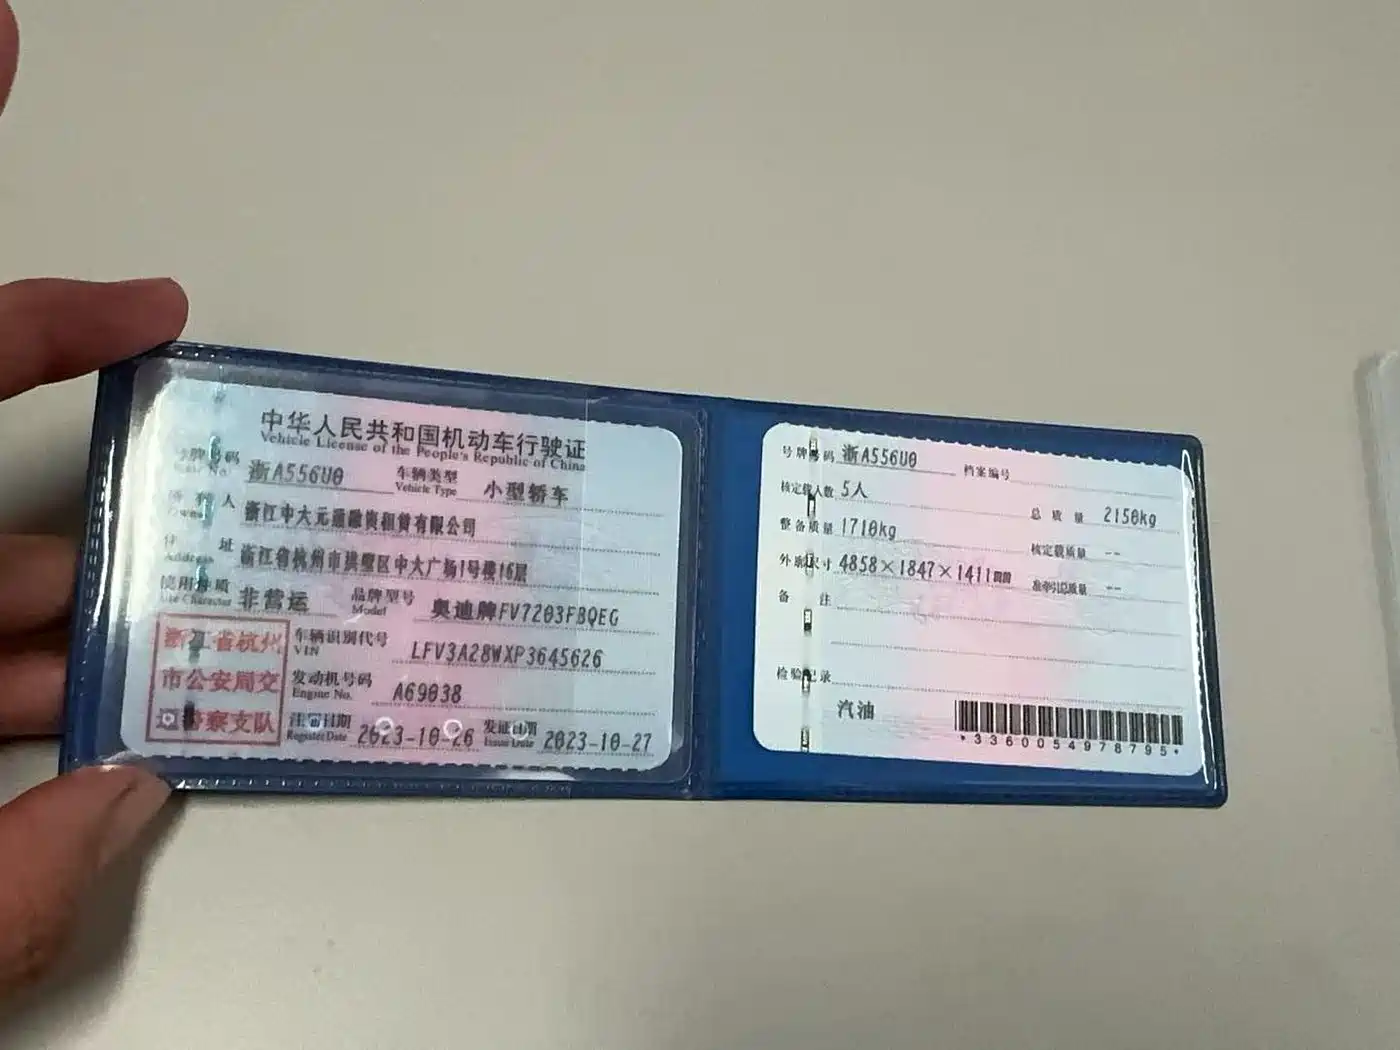 中华人民共和国机动车行驶证
Vehicle License of the People's Republic of China
号牌号码 浙A556U0 车辆类型 小型轿车
Plate No. Vehicle Type
所有人 浙江中大元通融资租赁有限公司
Owner
住址 浙江省杭州市拱墅区中大广场1号楼16层
Address
使用性质 非营运 品牌型号 奥迪牌FV7203FBQEG
Use Character Model
浙江省杭州
市公安局交
警察支队
车辆识别代号 LFV3A28WXP3645626
VIN
发动机号码 A69038
Engine No.
注册日期 2023-10-26 发证日期 2023-10-27
Register Date Issue Date
号牌号码 浙A556U0 档案编号
核定载人数 5人 总质量 2150kg
整备质量 1710kg 核定载质量 --
外廓尺寸 4858×1847×1411mm 准牵引总质量 --
备注
检验记录
汽油
*3360054978795*